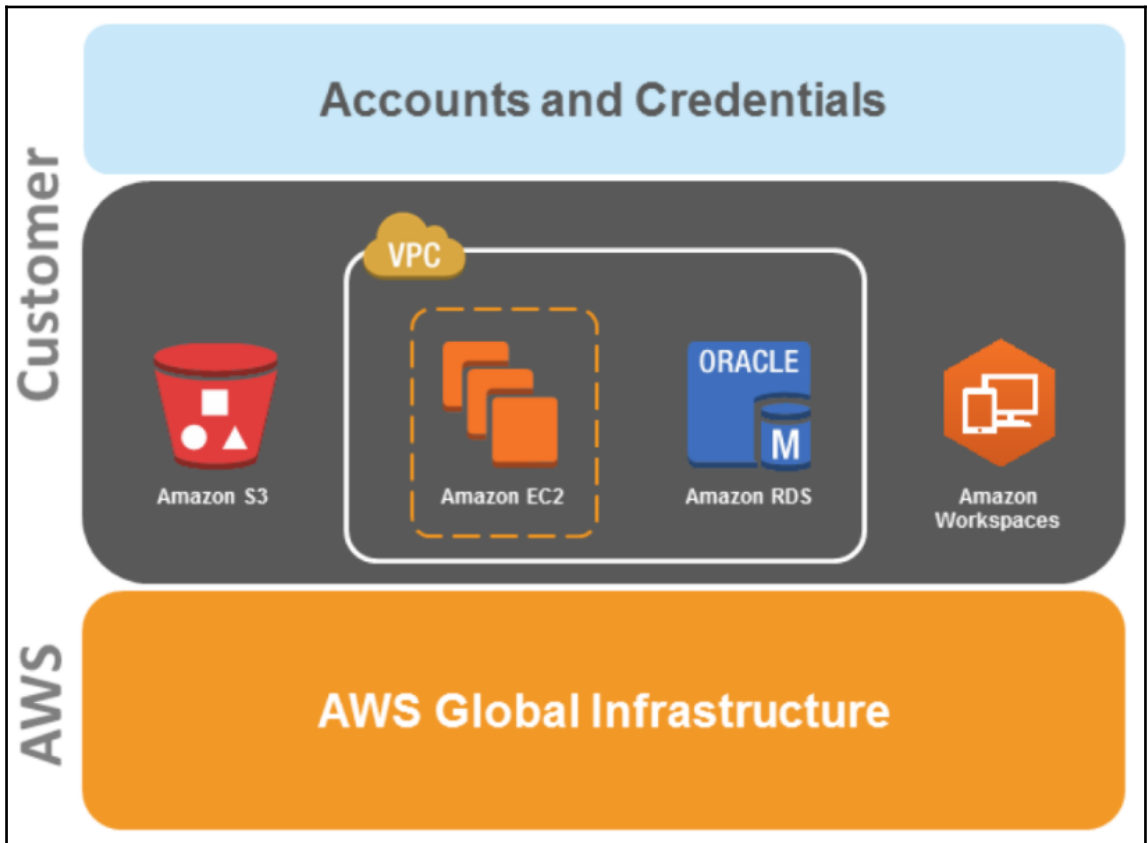 Customer
Accounts and Credentials
VPC
ORACLE
M
Amazon S3
Amazon EC2
Amazon RDS
Amazon
Workspaces
AWS
AWS Global Infrastructure